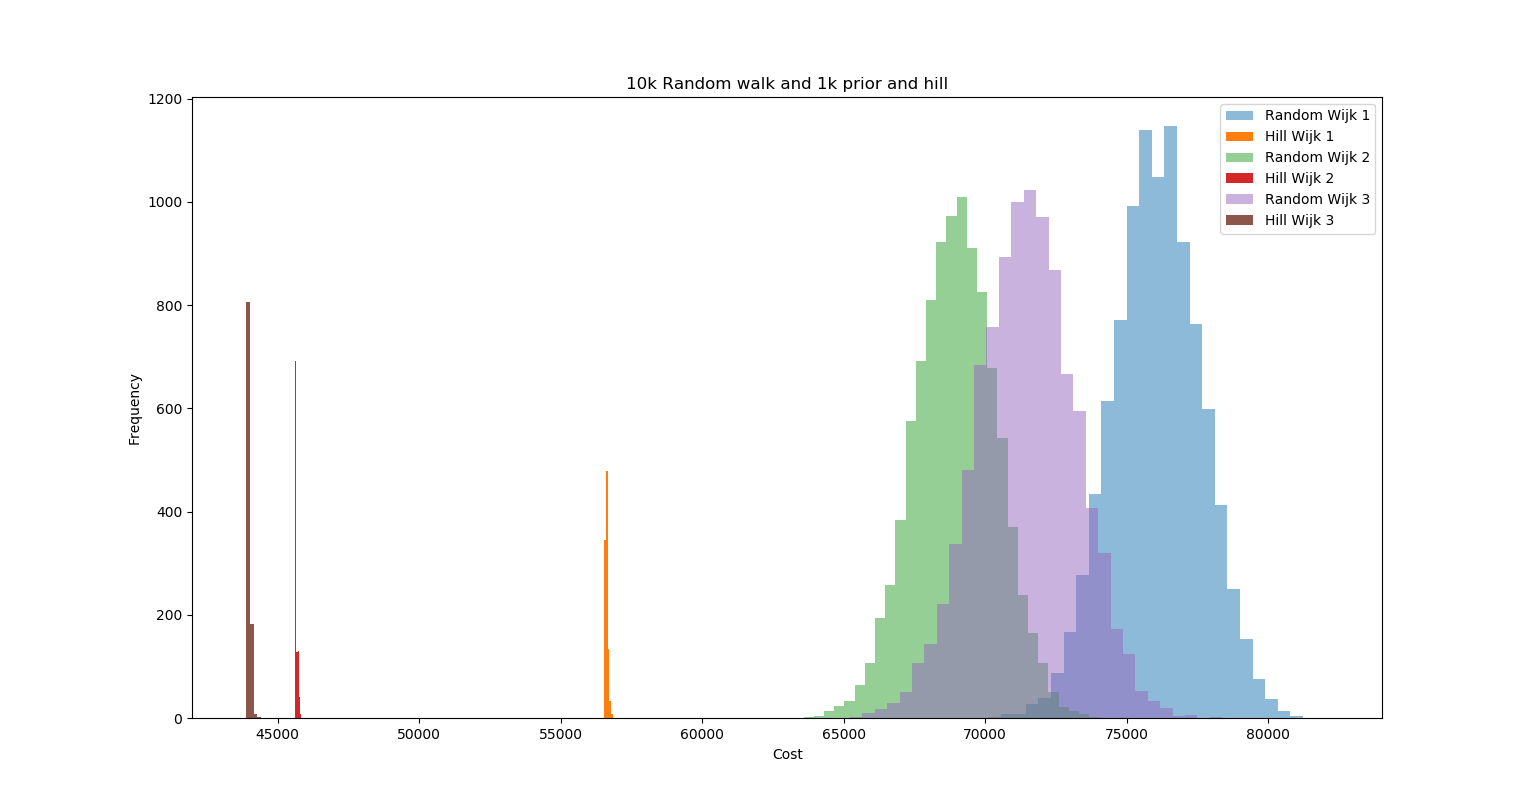 10k Random walk and 1k prior and hill
Random Wijk 1
Hill Wijk 1
Random Wijk 2
Hill Wijk 2
Random Wijk 3
Hill Wijk 3
Frequency
1200
1000
800
600
400
200
0
45000 50000 55000 60000 65000 70000 75000 80000
Cost